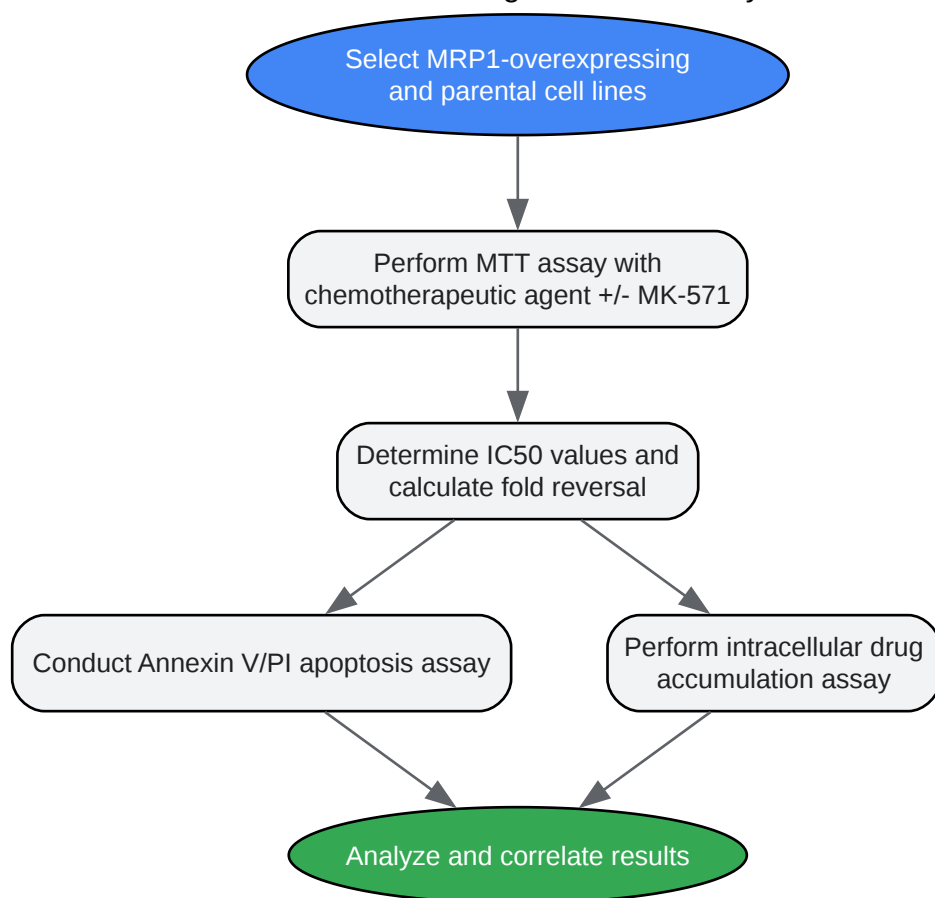 Select MRP1-overexpressing
and parental cell lines
Perform MTT assay with
chemotherapeutic agent +/- MK-571
Determine IC50 values and
calculate fold reversal
Conduct Annexin V/PI apoptosis assay
Perform intracellular drug
accumulation assay
Analyze and correlate results